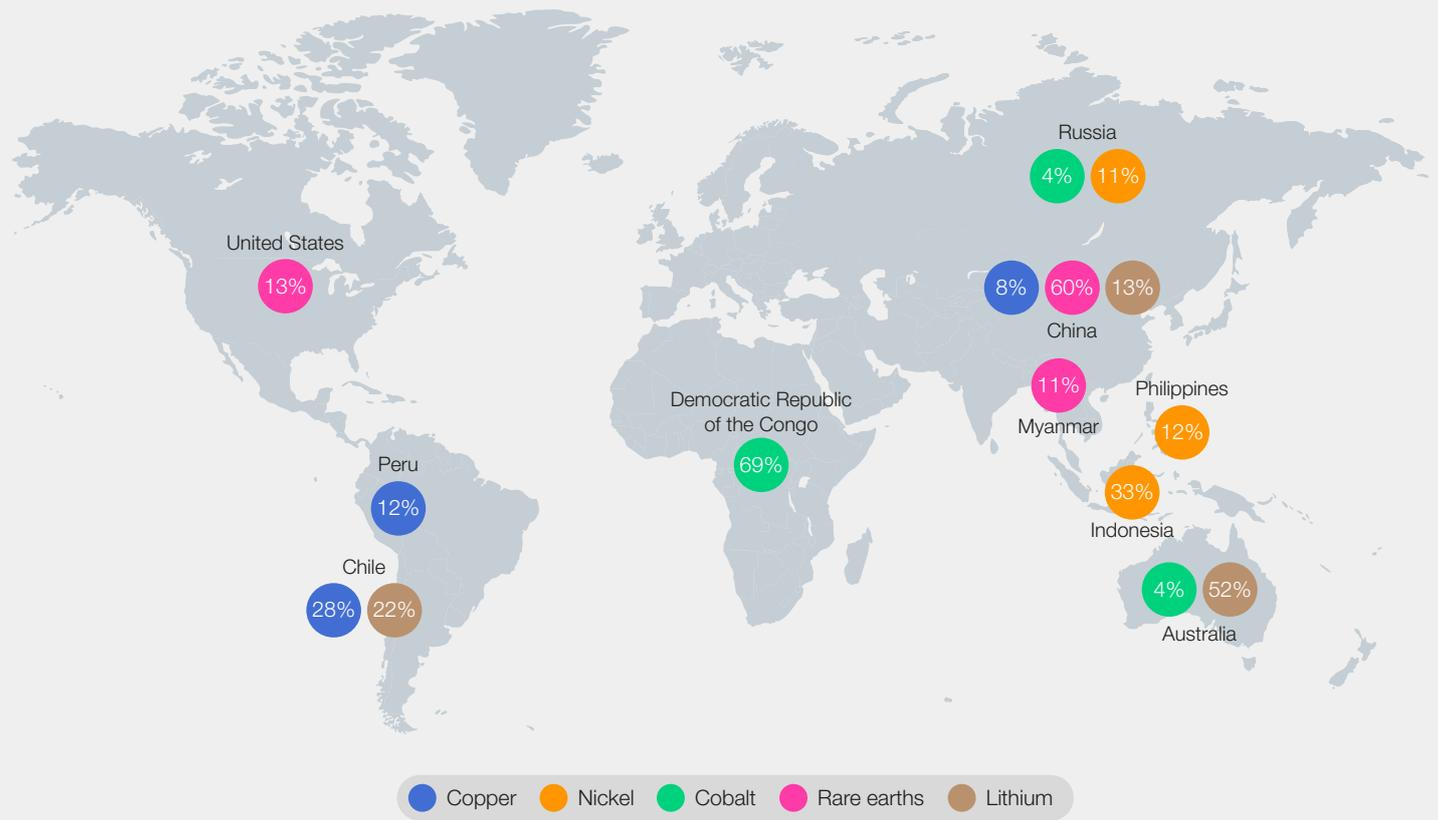 Russia
4% 11%
United States
13%
8% 60% 13%
China
11%
Myanmar
Philippines
12%
Democratic Republic
of the Congo
69%
Peru
12%
33%
Indonesia
Chile
28% 22%
4% 52%
Australia
Copper Nickel Cobalt Rare earths Lithium